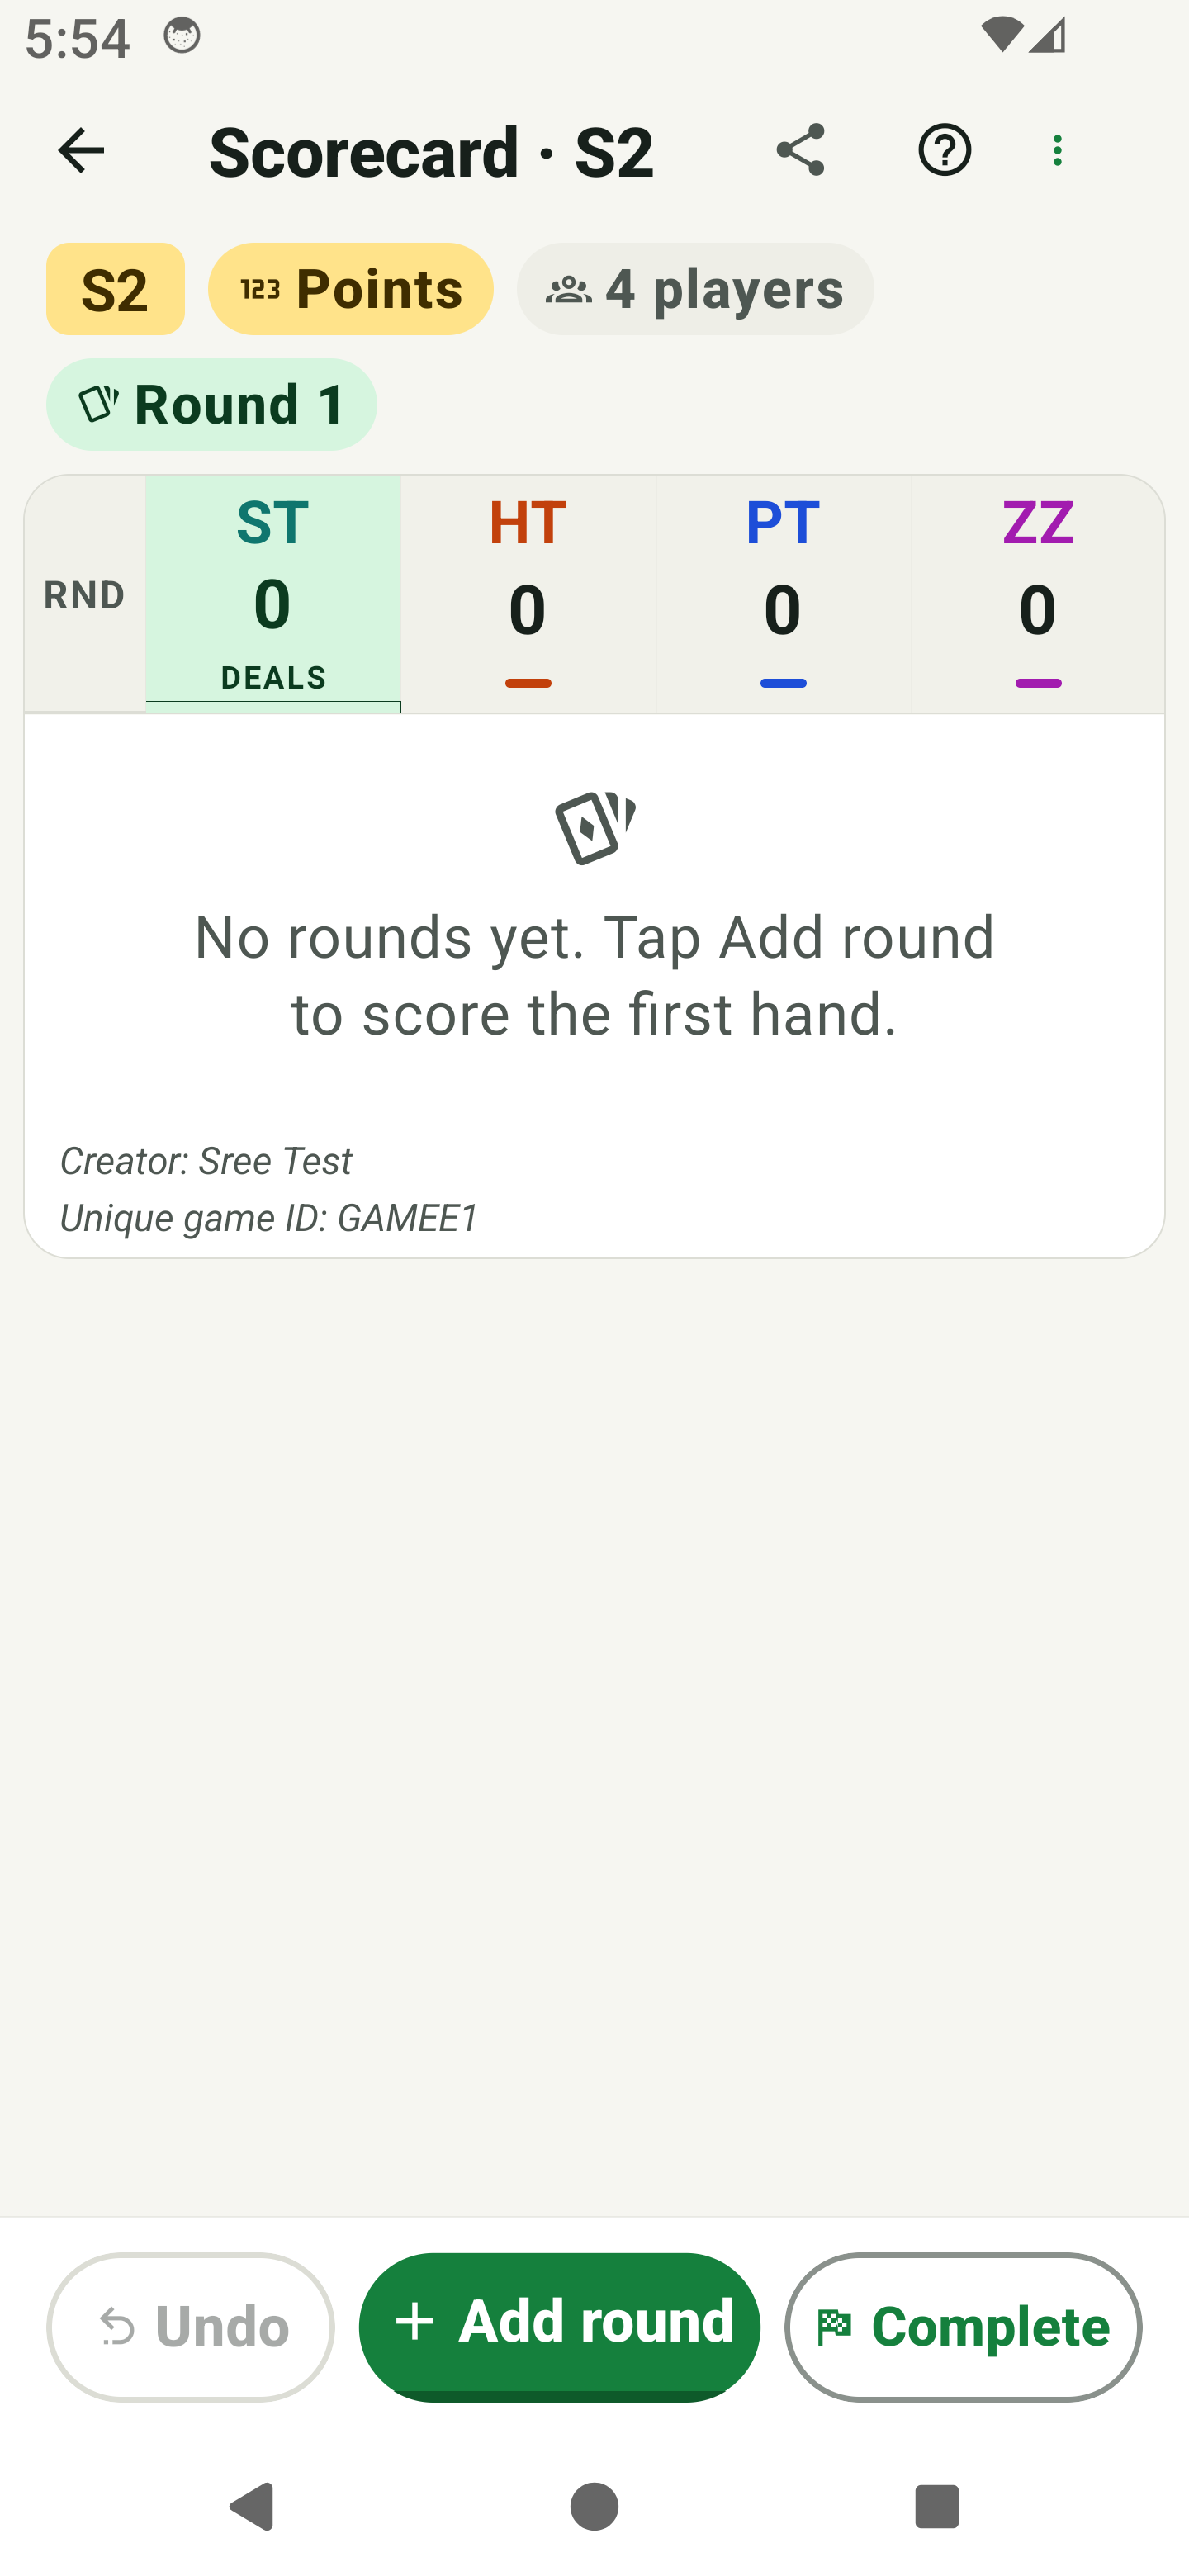 5:54
Scorecard · S2
S2
123 Points
4 players
Round 1
RND
ST
HT
PT
ZZ
0
0
0
0
DEALS
No rounds yet. Tap Add round
to score the first hand.
Creator: Sree Test
Unique game ID: GAMEE1
Undo
+ Add round
Complete